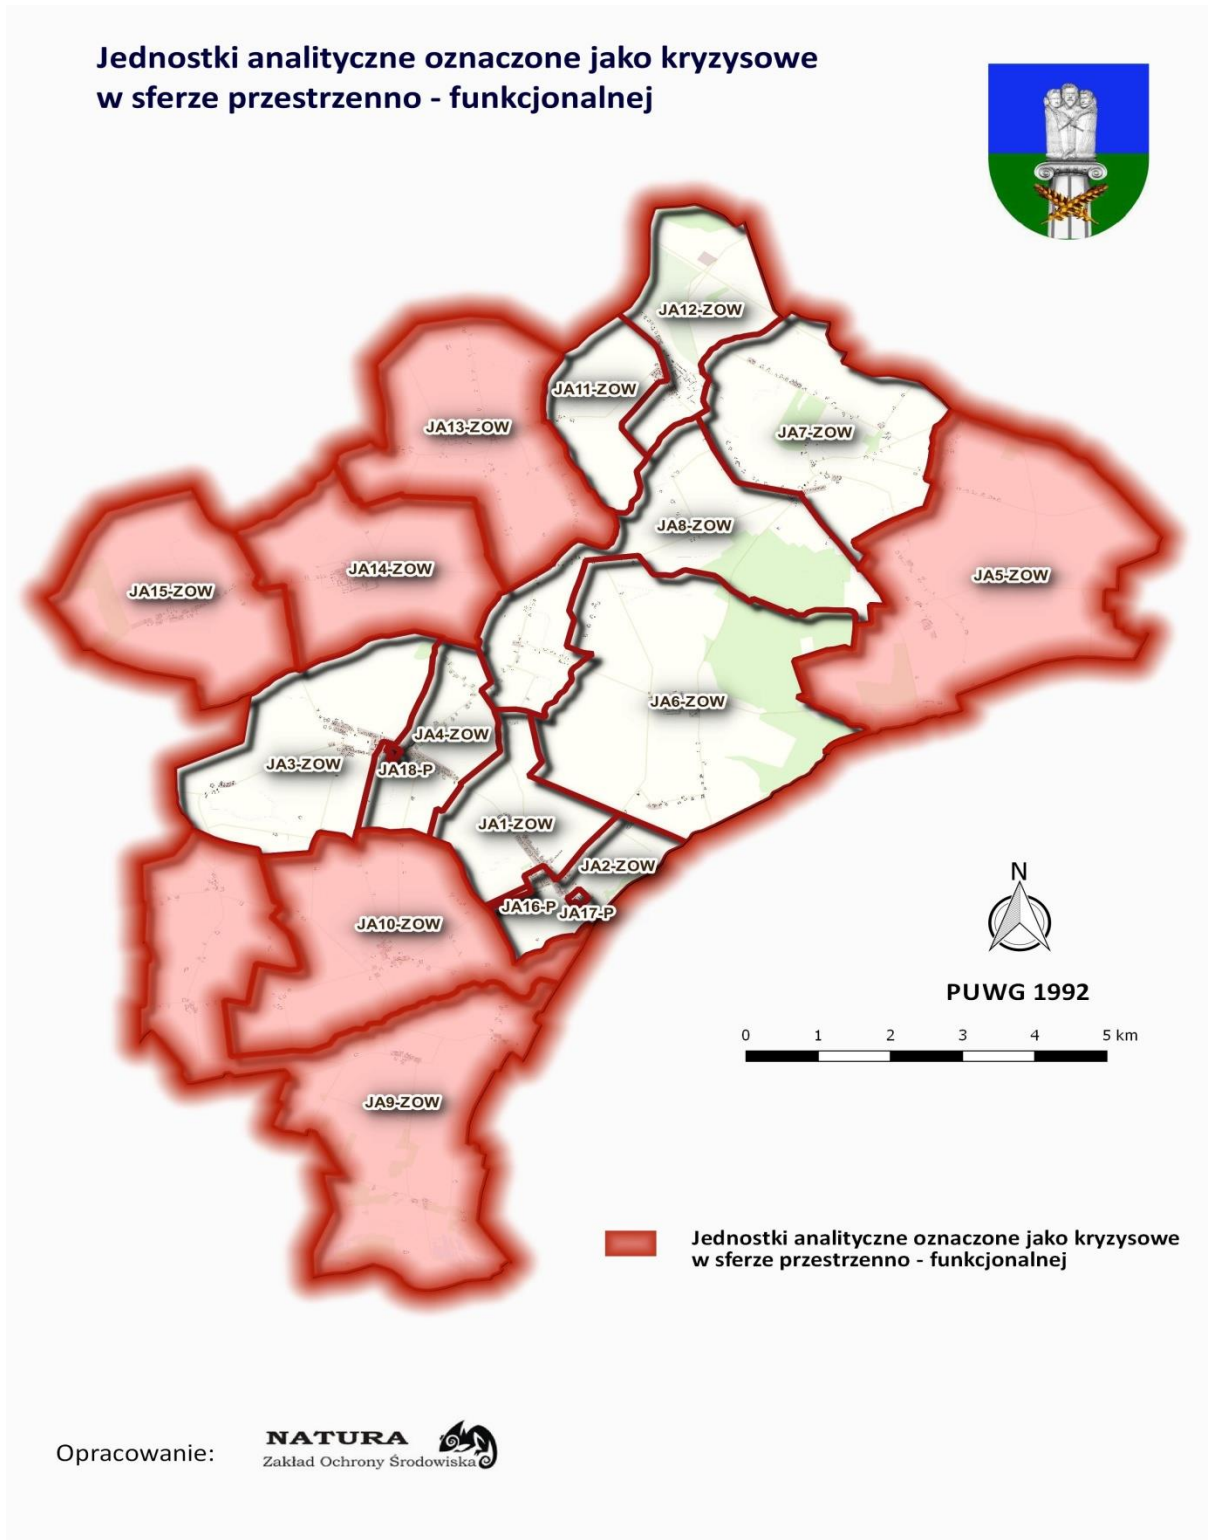 Jednostki analityczne oznaczone jako kryzysowe
w sferze przestrzenno - funkcjonalnej
JA12-ZOW
JA11-ZOW
JA13-ZOW
JA7-ZOW
JA8-ZOW
JA5-ZOW
JA14-ZOW
JA15-ZOW
JA6-ZOW
JA4-ZOW
JA3-ZOW
JA18-P
JA1-ZOW
JA2-ZOW
JA16-P
JA17-P
JA10-ZOW
JA9-ZOW
N
PUWG 1992
0 1 2 3 4 5 km
Jednostki analityczne oznaczone jako kryzysowe
w sferze przestrzenno - funkcjonalnej
Opracowanie:
NATURA
Zakład Ochrony Środowiska